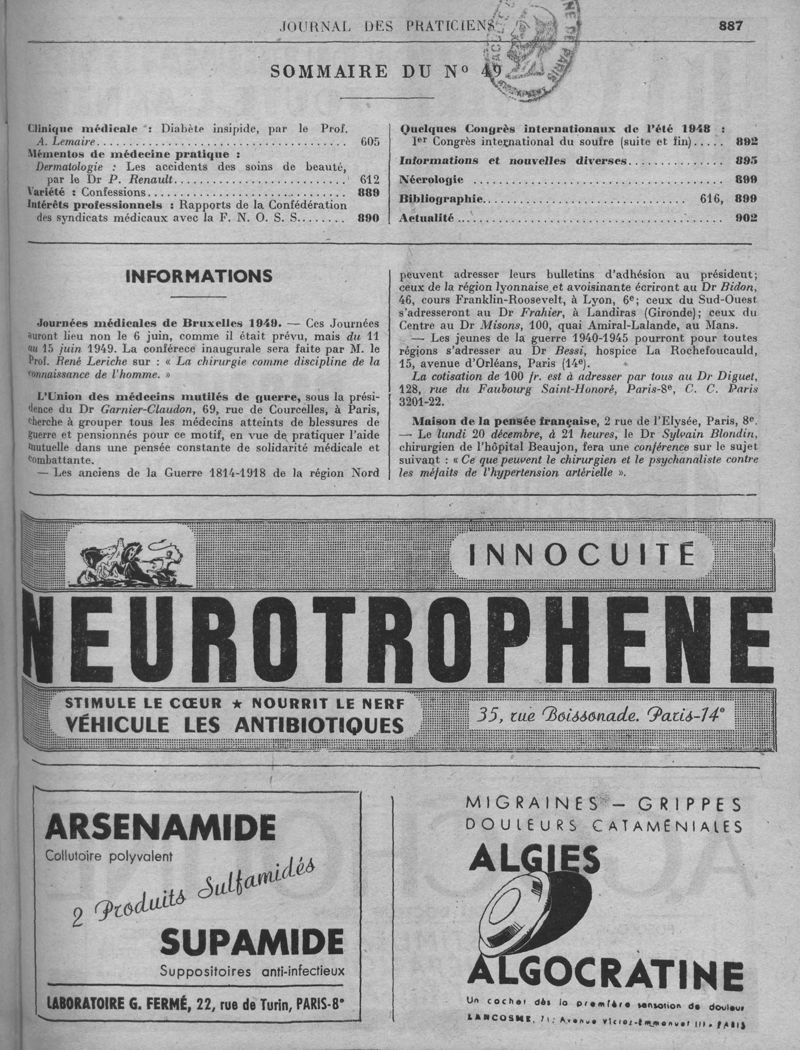 JOURNAL DES PRATICIENS
887
SOMMAIRE DU Nº 49
Clinique médicale : Diabète insipide, par le Prof.
A. Lemaire........................................ 605
Mémentos de médecine pratique :
Dermatologie : Les accidents des soins de beauté,
par le Dr P. Renault............................ 612
Variété : Confessions................................ 889
Intérêts professionnels : Rapports de la Confédération
des syndicats médicaux avec la F. N. O. S. S........ 890
Quelques Congrès internationaux de l'été 1948 :
1er Congrès international du soufre (suite et fin)..... 892
Informations et nouvelles diverses............... 895
Nécrologie ........................................ 899
Bibliographie................................ 616, 899
Actualité .......................................... 902
INFORMATIONS
Journées médicales de Bruxelles 1949. — Ces Journées
auront lieu non le 6 juin, comme il était prévu, mais du 11
au 15 juin 1949. La conférece inaugurale sera faite par M. le
Prof. René Leriche sur : « La chirurgie comme discipline de la
connaissance de l'homme. »
L'Union des médecins mutilés de guerre, sous la prési-
dence du Dr Garnier-Claudon, 69, rue de Courcelles, à Paris,
cherche à grouper tous les médecins atteints de blessures de
guerre et pensionnés pour ce motif, en vue de pratiquer l'aide
mutuelle dans une pensée constante de solidarité médicale et
combattante.
— Les anciens de la Guerre 1814-1918 de la région Nord
peuvent adresser leurs bulletins d'adhésion au président;
ceux de la région lyonnaise et avoisinante écriront au Dr Bidon,
46, cours Franklin-Roosevelt, à Lyon, 6e; ceux du Sud-Ouest
s'adresseront au Dr Frahier, à Landiras (Gironde); ceux du
Centre au Dr Misons, 100, quai Amiral-Lalande, au Mans.
— Les jeunes de la guerre 1940-1945 pourront pour toutes
régions s'adresser au Dr Bessi, hospice La Rochefoucauld,
15, avenue d'Orléans, Paris (14e).
La cotisation de 100 fr. est à adresser par tous au Dr Diguet,
128, rue du Faubourg Saint-Honoré, Paris-8e, C. C. Paris
3201-22.
Maison de la pensée française, 2 rue de l'Elysée, Paris, 8e.
— Le lundi 20 décembre, à 21 heures, le Dr Sylvain Blondin,
chirurgien de l'hôpital Beaujon, fera une conférence sur le sujet
suivant : « Ce que peuvent le chirurgien et le psychanaliste contre
les méfaits de l'hypertension artérielle ».
INNOCUITÉ
NEUROTROPHENE
STIMULE LE CŒUR ★ NOURRIT LE NERF
VÉHICULE LES ANTIBIOTIQUES
35, rue Boissonade. Paris-14e
ARSENAMIDE
Collutoire polyvalent
2 Produits Sulfamidés
SUPAMIDE
Suppositoires anti-infectieux
LABORATOIRE G. FERMÉ, 22, rue de Turin, PARIS-8e
MIGRAINES — GRIPPES
DOULEURS CATAMÉNIALES
ALGIES
ALGOCRATINE
Un cachet dès la première sensation de douleur
LANCOSME, 71, Avenue Victor-Emmanuel III, PARIS